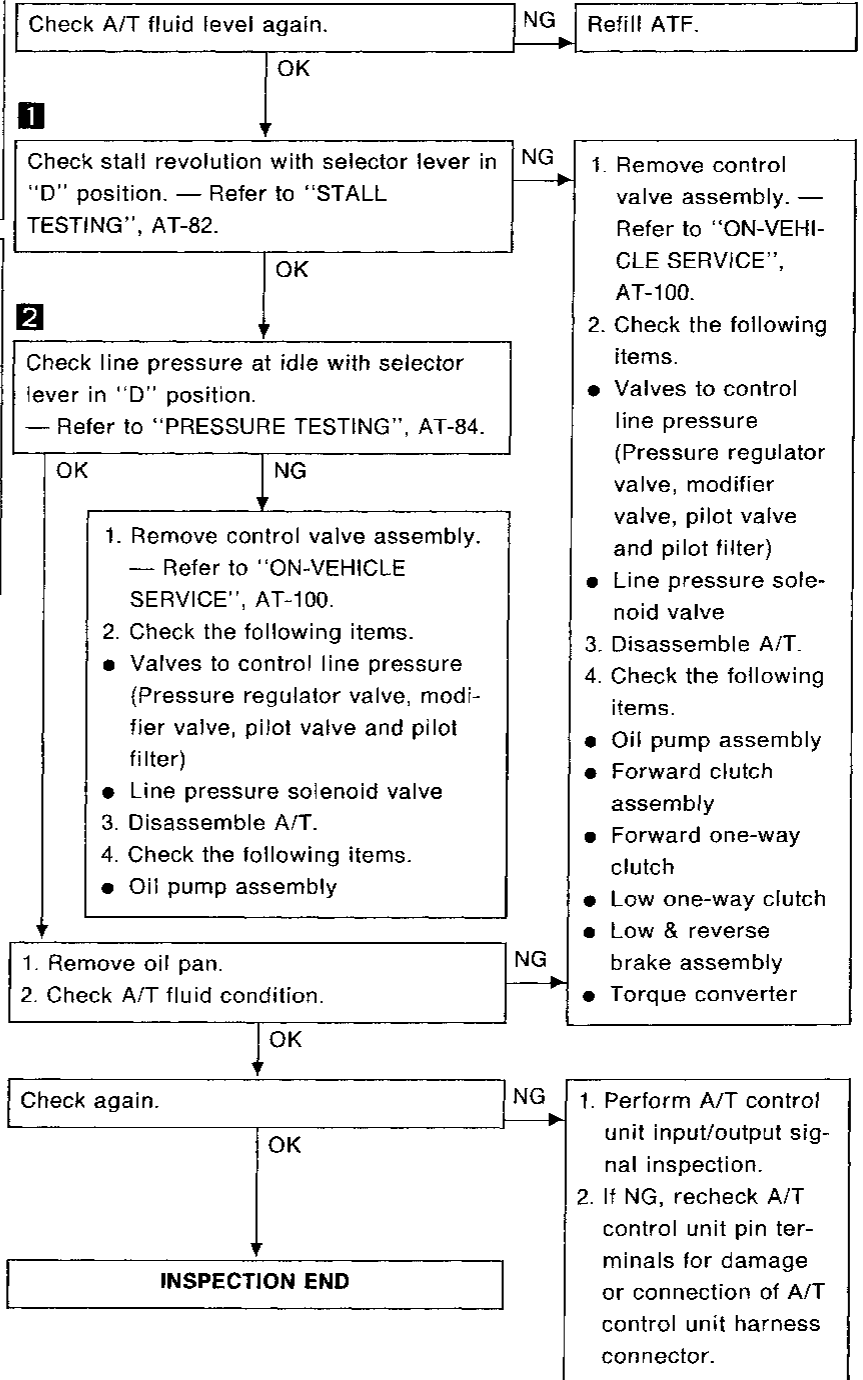 Check A/T fluid level again.
NG
Refill ATF.
OK
1
Check stall revolution with selector lever in
"D" position. — Refer to "STALL
TESTING", AT-82.
NG
1. Remove control
valve assembly. —
Refer to "ON-VEHI-
CLE SERVICE",
AT-100.
2. Check the following
items.
● Valves to control
line pressure
(Pressure regulator
valve, modifier
valve, pilot valve
and pilot filter)
● Line pressure sole-
noid valve
3. Disassemble A/T.
4. Check the following
items.
● Oil pump assembly
● Forward clutch
assembly
● Forward one-way
clutch
● Low one-way clutch
● Low & reverse
brake assembly
● Torque converter
OK
2
Check line pressure at idle with selector
lever in "D" position.
— Refer to "PRESSURE TESTING", AT-84.
OK
NG
1. Remove control valve assembly.
— Refer to "ON-VEHICLE
SERVICE", AT-100.
2. Check the following items.
● Valves to control line pressure
(Pressure regulator valve, modi-
fier valve, pilot valve and pilot
filter)
● Line pressure solenoid valve
3. Disassemble A/T.
4. Check the following items.
● Oil pump assembly
1. Remove oil pan.
2. Check A/T fluid condition.
NG
OK
Check again.
NG
1. Perform A/T control
unit input/output sig-
nal inspection.
2. If NG, recheck A/T
control unit pin ter-
minals for damage
or connection of A/T
control unit harness
connector.
OK
INSPECTION END